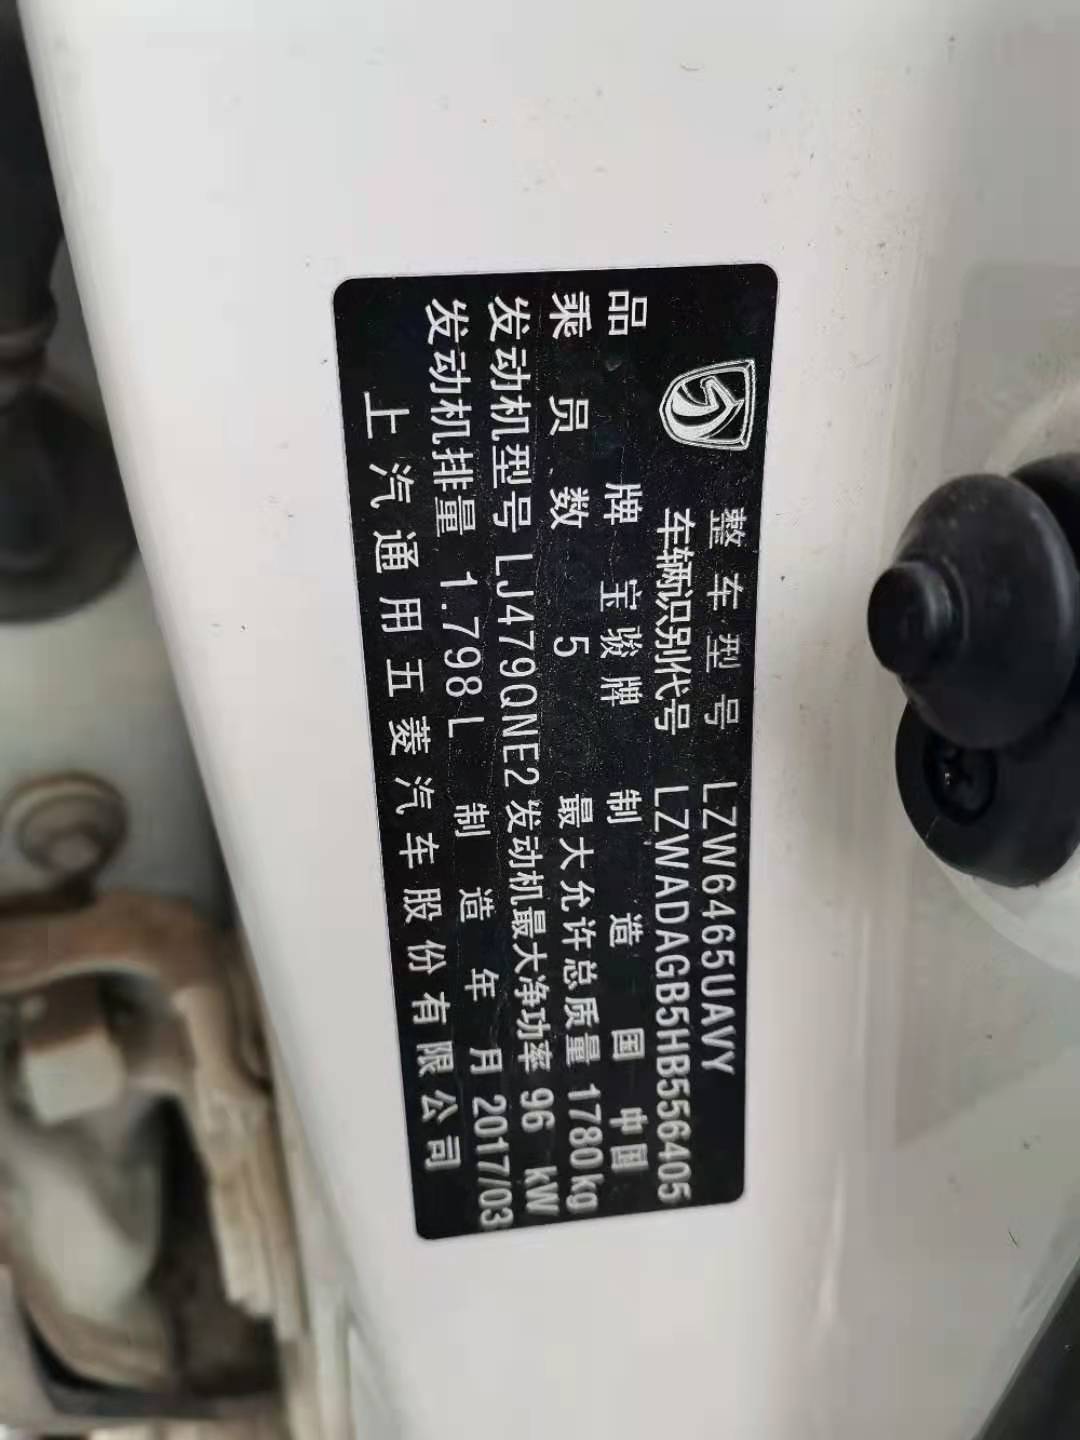 整车型号 LZW6465UAVY
车辆识别代号 LZWADAGB5HB556405
品牌 宝骏牌 制造国 中国
乘员数 5 最大允许总质量 1780kg
发动机型号 LJ479QNE2 发动机最大净功率 96 kW
发动机排量 1.798L 制造年月 2017/03
上汽通用五菱汽车股份有限公司